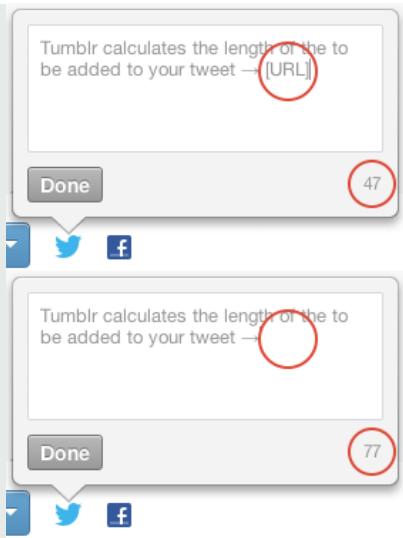 Tumblr calculates the length of the to
be added to your tweet → [URL]
Done
47
Tumblr calculates the length of the to
be added to your tweet →
Done
77